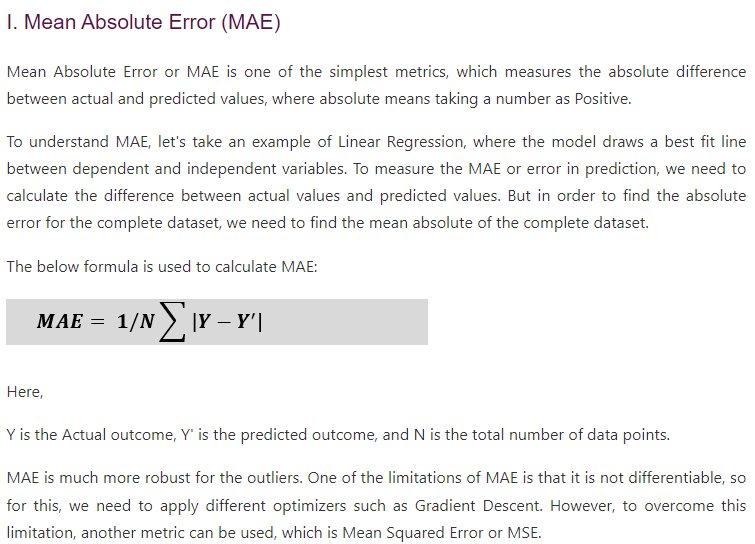 I. Mean Absolute Error (MAE)
Mean Absolute Error or MAE is one of the simplest metrics, which measures the absolute difference
between actual and predicted values, where absolute means taking a number as Positive.
To understand MAE, let's take an example of Linear Regression, where the model draws a best fit line
between dependent and independent variables. To measure the MAE or error in prediction, we need to
calculate the difference between actual values and predicted values. But in order to find the absolute
error for the complete dataset, we need to find the mean absolute of the complete dataset.
The below formula is used to calculate MAE:
MAE = 1/N ∑ |Y – Y'|
Here,
Y is the Actual outcome, Y' is the predicted outcome, and N is the total number of data points.
MAE is much more robust for the outliers. One of the limitations of MAE is that it is not differentiable, so
for this, we need to apply different optimizers such as Gradient Descent. However, to overcome this
limitation, another metric can be used, which is Mean Squared Error or MSE.